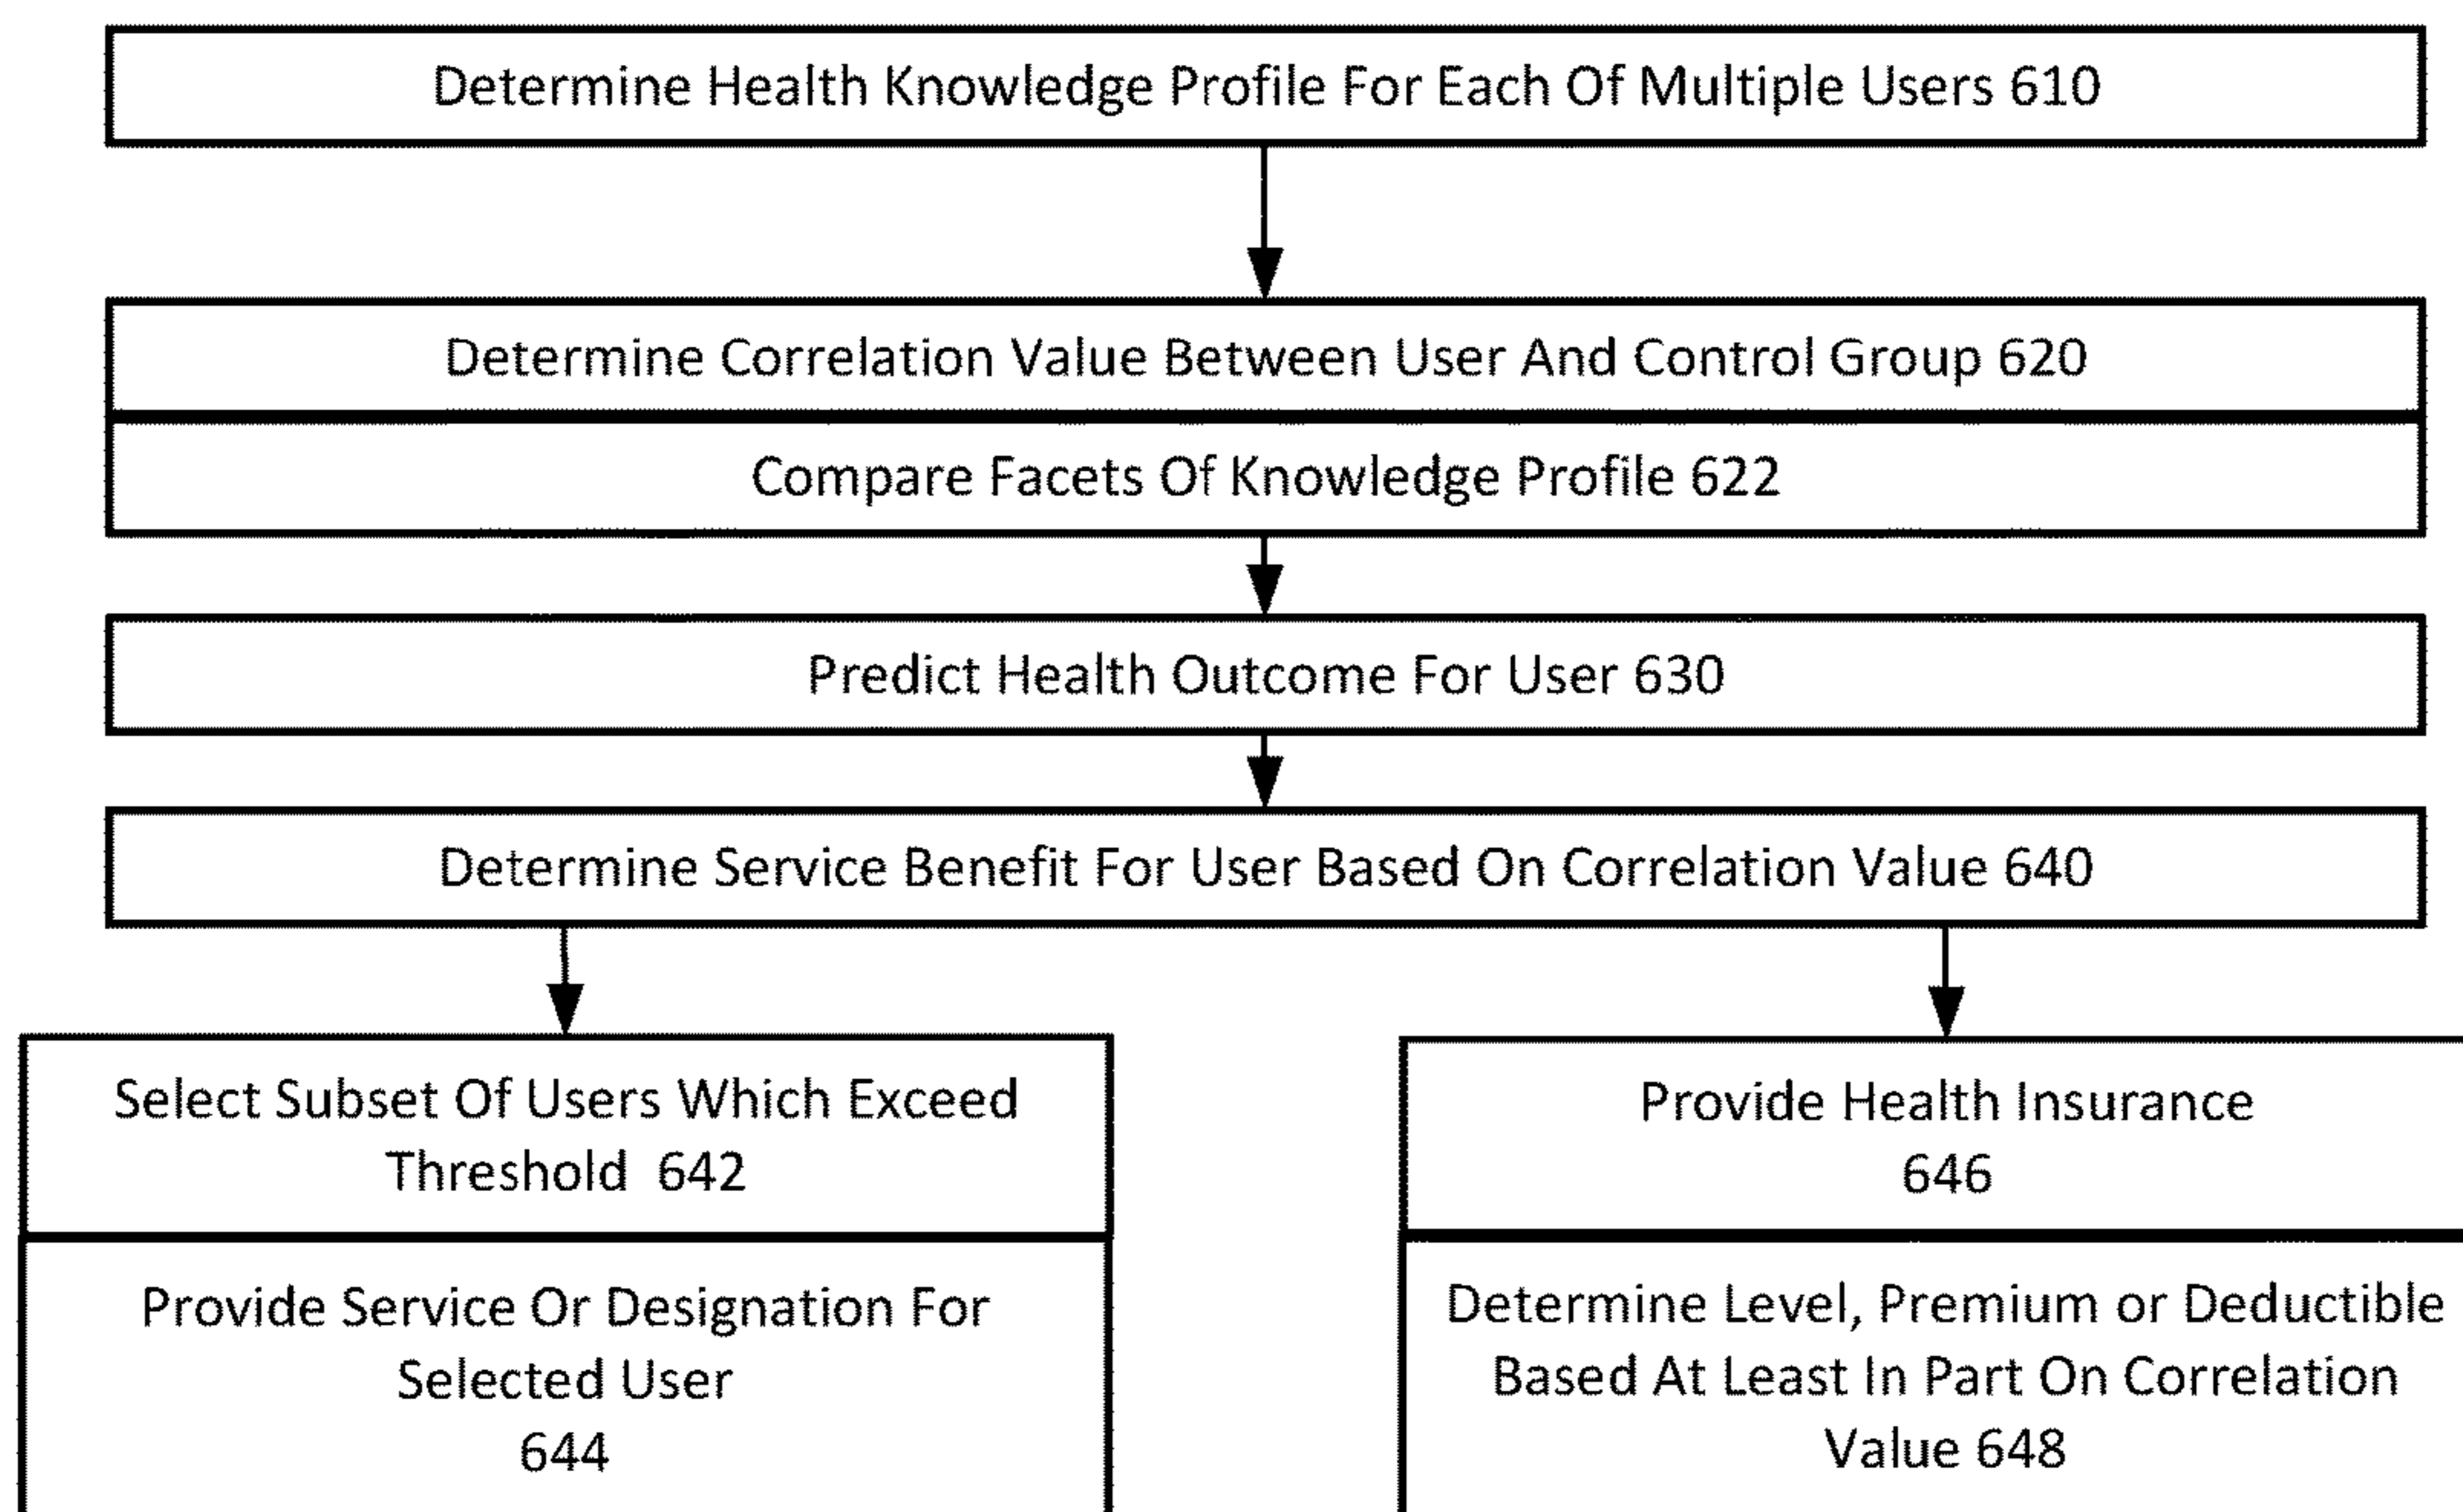 Determine Health Knowledge Profile For Each Of Multiple Users 610
Determine Correlation Value Between User And Control Group 620
Compare Facets Of Knowledge Profile 622
Predict Health Outcome For User 630
Determine Service Benefit For User Based On Correlation Value 640
Select Subset Of Users Which Exceed
Threshold 642
Provide Service Or Designation For
Selected User
644
Provide Health Insurance
646
Determine Level, Premium or Deductible
Based At Least In Part On Correlation
Value 648